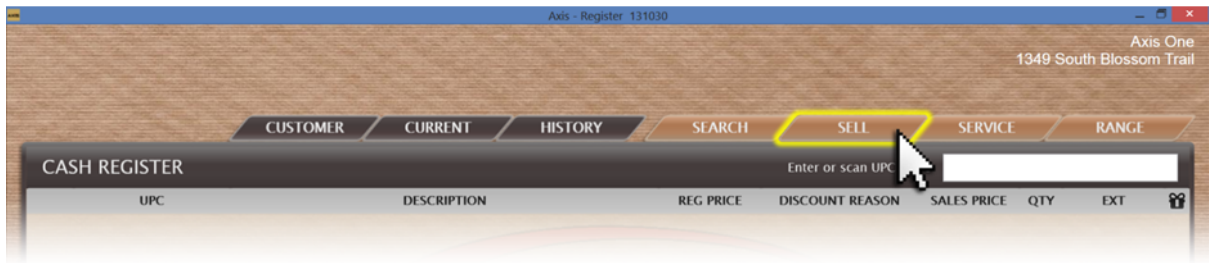 AXIS
Axis - Register 131030
Axis One
1349 South Blossom Trail
CUSTOMER CURRENT HISTORY SEARCH SELL SERVICE RANGE
CASH REGISTER Enter or scan UPC
UPC DESCRIPTION REG PRICE DISCOUNT REASON SALES PRICE QTY EXT